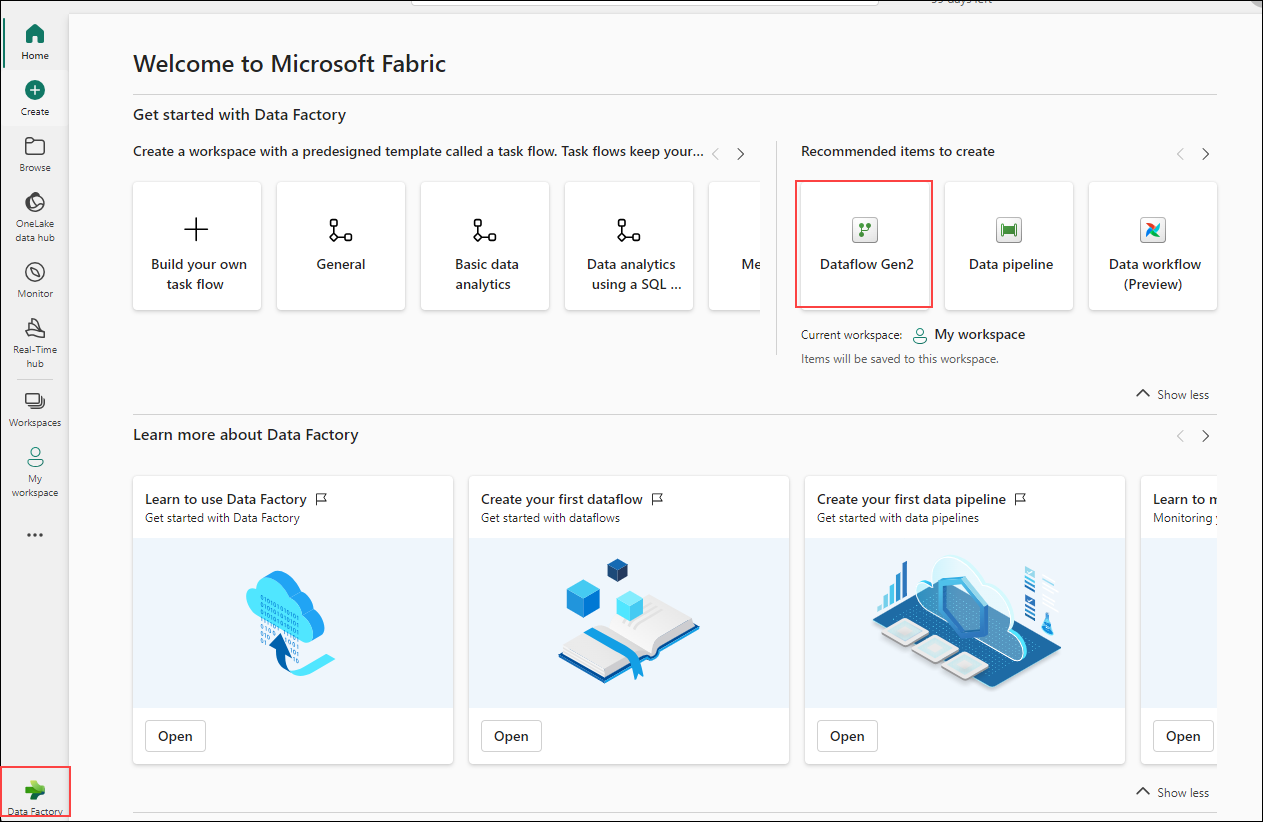 Home
Create
Browse
OneLake
data hub
Monitor
Real-Time
hub
Workspaces
My
workspace
Data Factory
Welcome to Microsoft Fabric
Get started with Data Factory
Create a workspace with a predesigned template called a task flow. Task flows keep your...
Build your own
task flow
General
Basic data
analytics
Data analytics
using a SQL ...
Me
Recommended items to create
Dataflow Gen2
Data pipeline
Data workflow
(Preview)
Current workspace: My workspace
Items will be saved to this workspace.
Show less
Learn more about Data Factory
Learn to use Data Factory
Get started with Data Factory
Open
Create your first dataflow
Get started with dataflows
Open
Create your first data pipeline
Get started with data pipelines
Open
Learn to
Monitoring
Open
Show less